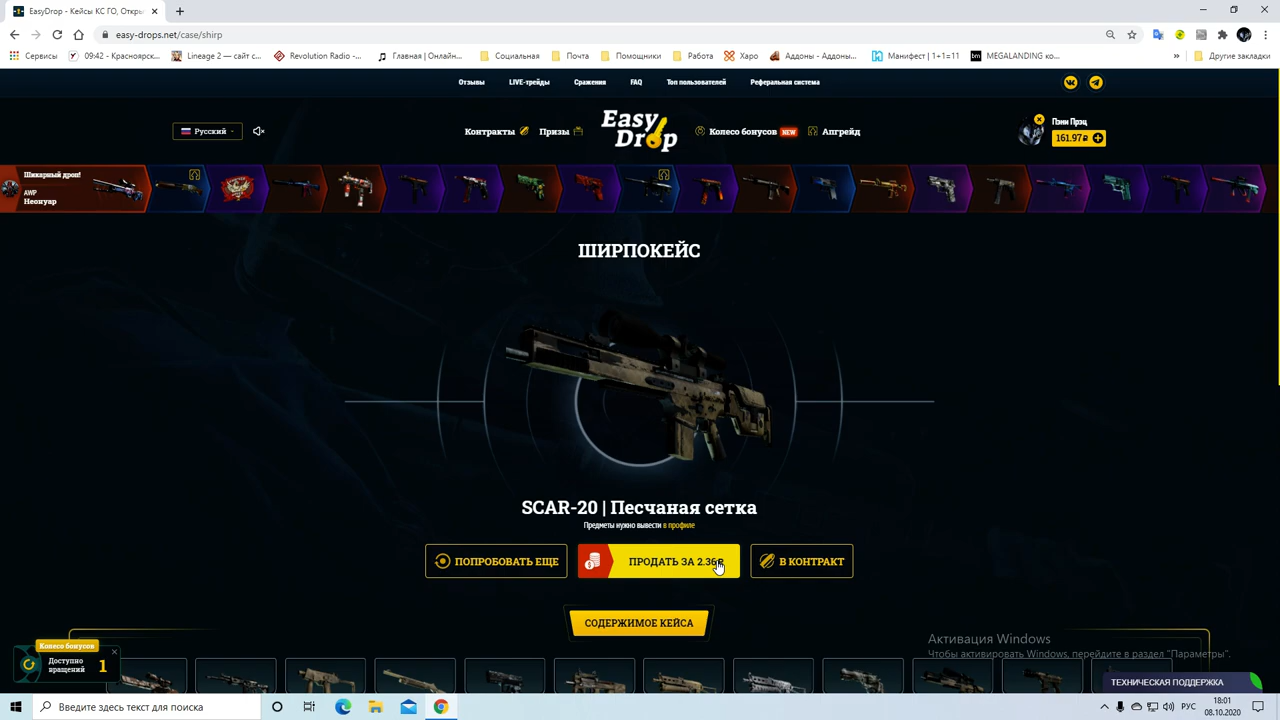 EasyDrop - Кейсы КС ГО, Откры
easy-drops.net/case/shirp
Сервисы
09:42 - Красноярск...
Lineage 2 — сайт с...
Revolution Radio -...
Главная | Онлайн...
Социальная
Почта
Помощники
Работа
Харо
Аддоны - Аддоны...
Манифест | 1+1=11
MEGALANDING ко...
»
Другие закладки
Отзывы
LIVE-трейды
Сражения
FAQ
Топ пользователей
Реферальная система
Русский
Контракты
Призы
Easy
Drop
Колесо бонусов NEW
Апгрейд
Пэни Прэц
161.97₽
Шикарный дроп!
AWP
Неонуар
ШИРПОКЕЙС
SCAR-20 | Песчаная сетка
Предметы нужно вывести в профиле
ПОПРОБОВАТЬ ЕЩЕ
ПРОДАТЬ ЗА 2.36
В КОНТРАКТ
СОДЕРЖИМОЕ КЕЙСА
Колесо бонусов
Доступно
вращений
1
Активация Windows
Чтобы активировать Windows, перейдите в раздел "Параметры".
ТЕХНИЧЕСКАЯ ПОДДЕРЖКА
Введите здесь текст для поиска
РУС
18:01
08.10.2020